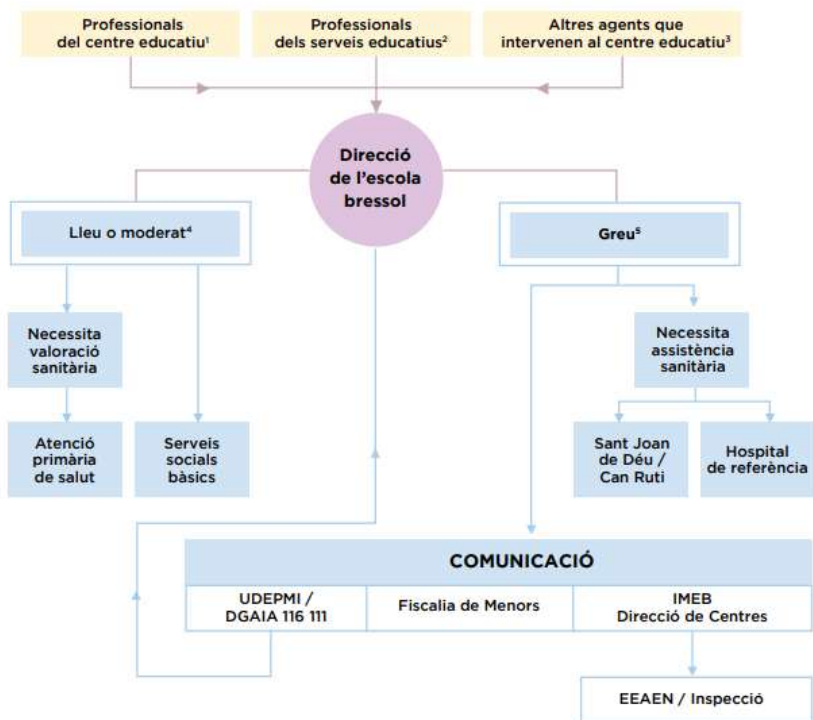 Professionals
del centre educatiu¹
Professionals
dels serveis educatius²
Altres agents que
intervenen al centre educatiu³
Direcció
de l’escola
bressol
Lleu o moderat⁴
Greu⁵
Necessita
valoració
sanitària
Necessita
assistència
sanitària
Atenció
primària
de salut
Serveis
socials
bàsics
Sant Joan
de Déu /
Can Ruti
Hospital
de referència
COMUNICACIÓ
UDEPMI /
DGAIA 116 111
Fiscalia de Menors
IMEB
Direcció de Centres
EEAEN / Inspecció